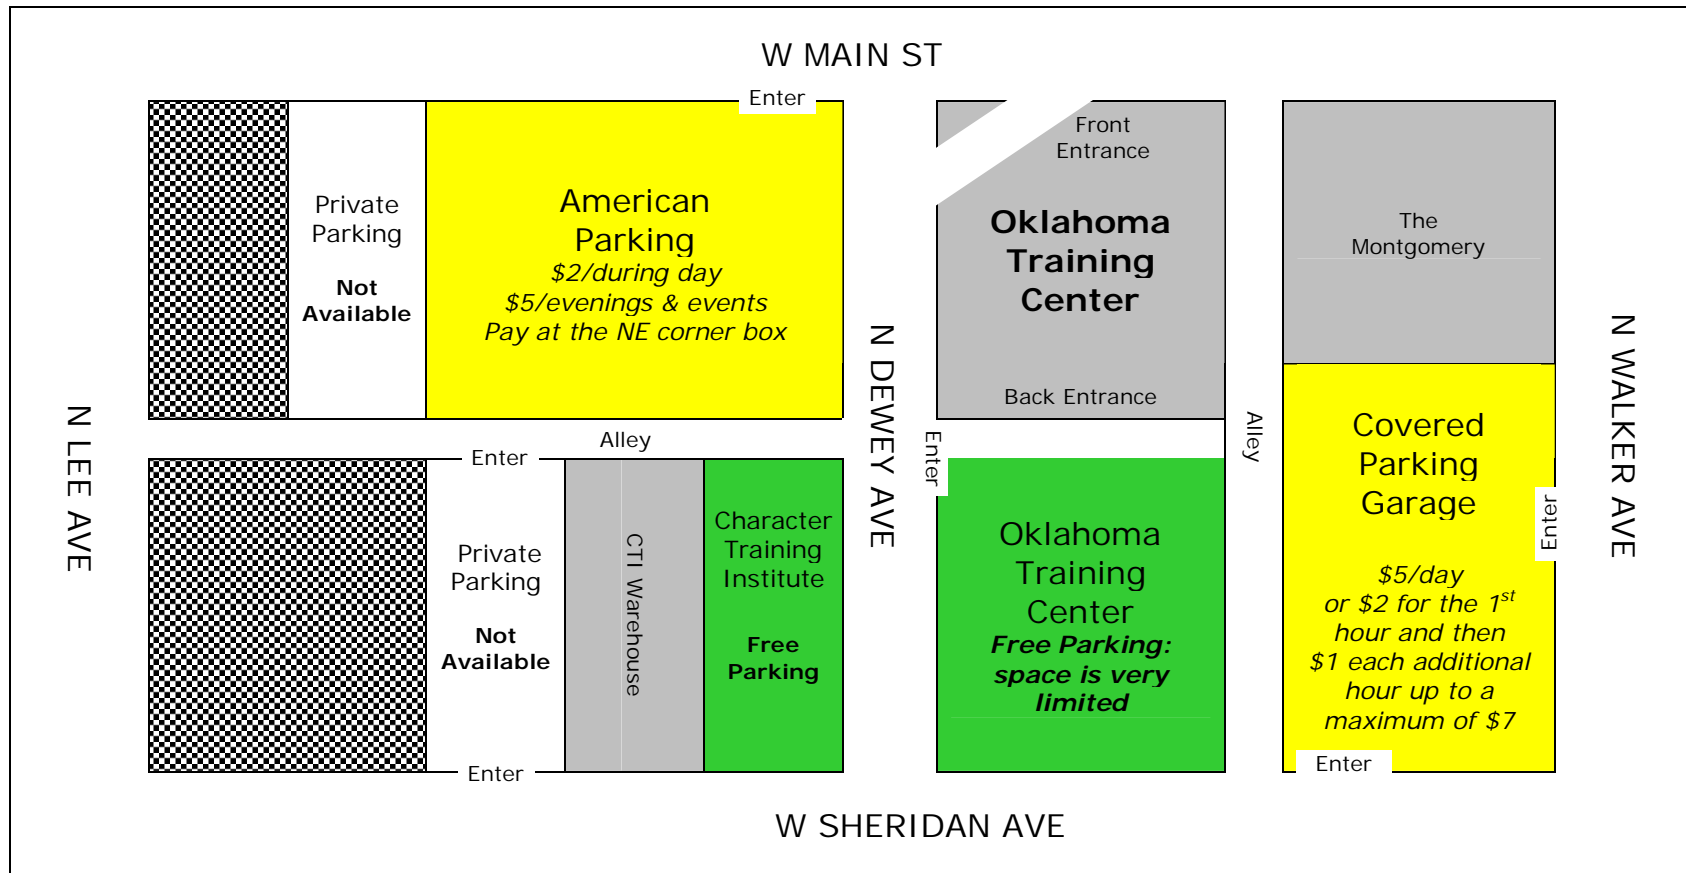 W MAIN ST
Enter
Private
Parking
Not
Available
American
Parking
$2/during day
$5/evenings & events
Pay at the NE corner box
Front
Entrance
Oklahoma
Training
Center
Back Entrance
The
Montgomery
N LEE AVE
N DEWEY AVE
N WALKER AVE
Alley
Enter
Enter
Alley
Private
Parking
Not
Available
Enter
CTI Warehouse
Character
Training
Institute
Free
Parking
Oklahoma
Training
Center
Free Parking:
space is very
limited
Covered
Parking
Garage
$5/day
or $2 for the 1st
hour and then
$1 each additional
hour up to a
maximum of $7
Enter
Enter
W SHERIDAN AVE